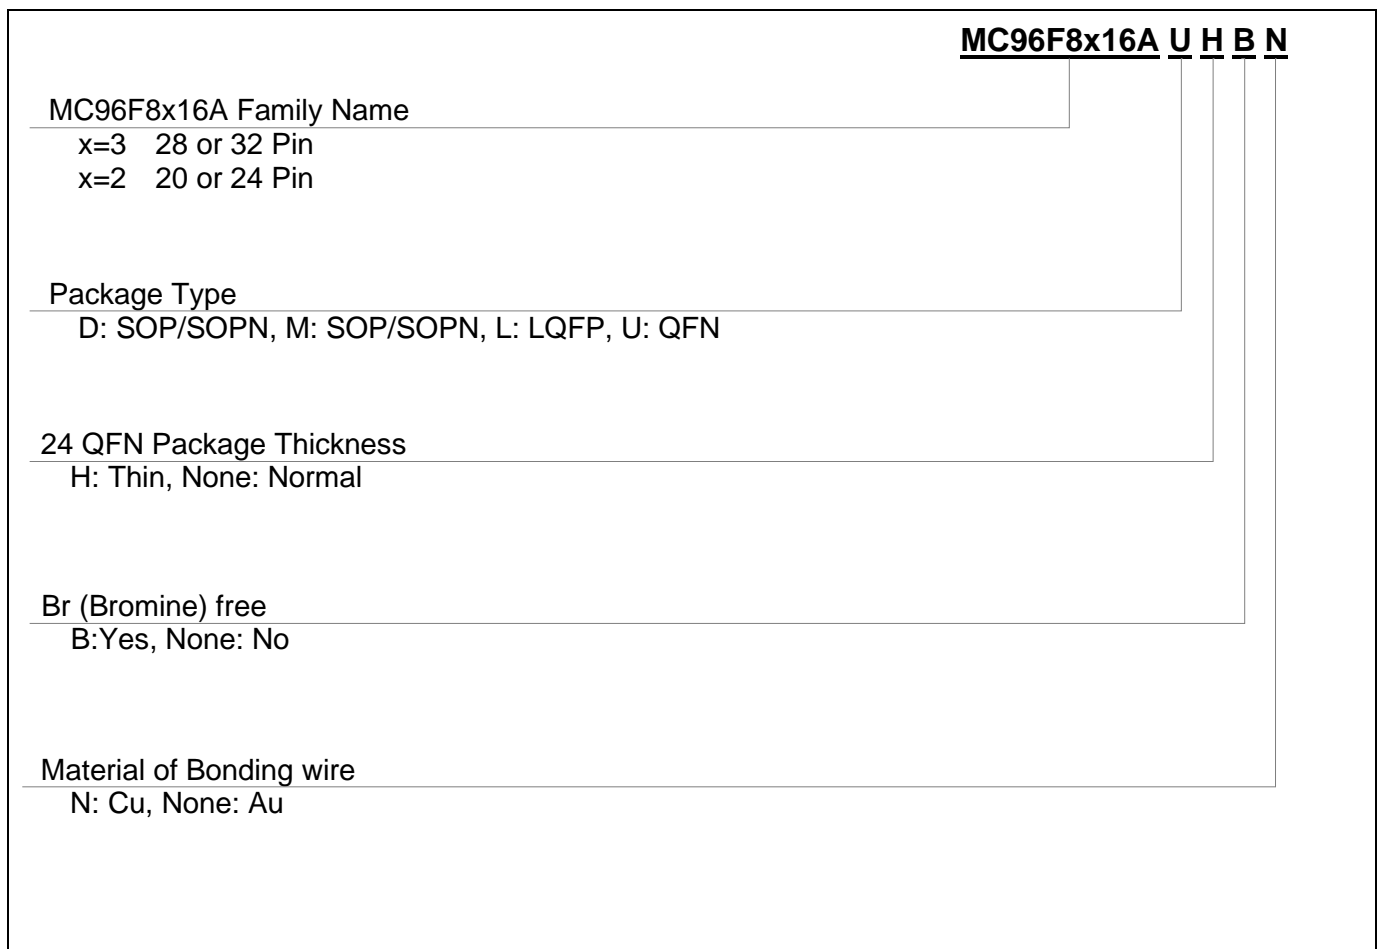 MC96F8x16A U H B N
MC96F8x16A Family Name
x=3 28 or 32 Pin
x=2 20 or 24 Pin
Package Type
D: SOP/SOPN, M: SOP/SOPN, L: LQFP, U: QFN
24 QFN Package Thickness
H: Thin, None: Normal
Br (Bromine) free
B:Yes, None: No
Material of Bonding wire
N: Cu, None: Au